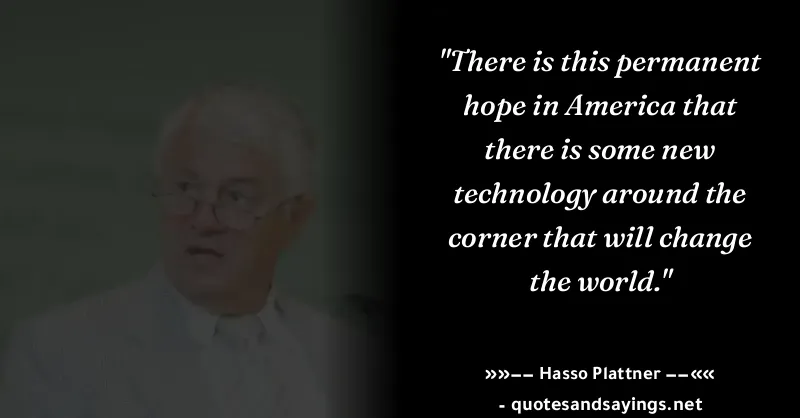 "There is this permanent
hope in America that
there is some new
technology around the
corner that will change
the world."
»»−− Hasso Plattner −−««
- quotesandsayings.net